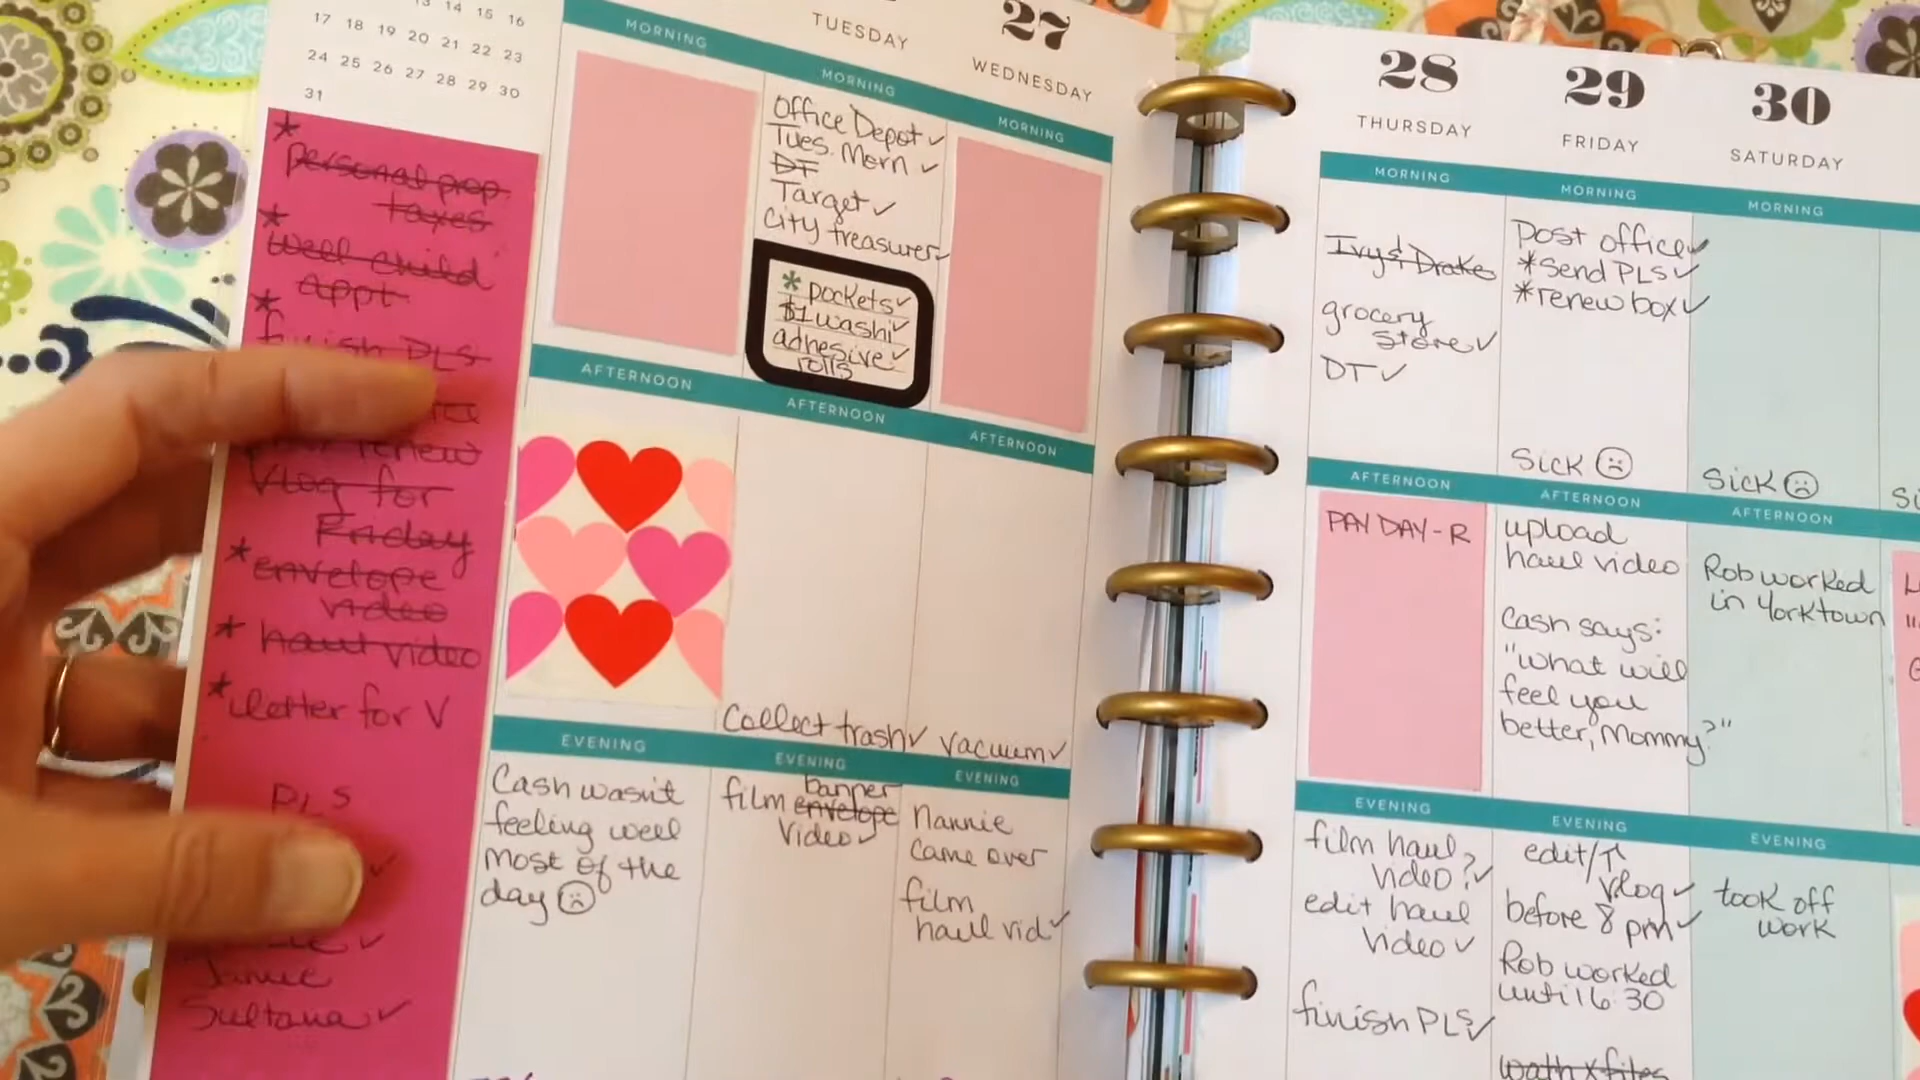 13 14 15 16
17 18 19 20 21 22 23
24 25 26 27 28 29 30
31
*
personal prop
taxes
*
well child
appt
*
finish PLS
renew
Vlog for
Friday
* envelope
video
* haul video
* letter for V
PLS
Sultana ✓
MORNING
AFTERNOON
EVENING
Cash wasn't
feeling well
most of the
day ☹
TUESDAY
MORNING
Office Depot ✓
Tues. Morn ✓
DT
Target ✓
City treasurer ✓
* pockets ✓
$1 washi ✓
adhesive ✓
rolls
AFTERNOON
Collect trash ✓
EVENING
banner
film envelope
video ✓
27
WEDNESDAY
MORNING
AFTERNOON
vacuum ✓
EVENING
Nannie
came over
film
haul vid ✓
28
THURSDAY
MORNING
Ivy & Drake
grocery
store ✓
DT ✓
AFTERNOON
PAY DAY - R
EVENING
film haul
video? ✓
edit haul
video ✓
finish PLS ✓
29
FRIDAY
MORNING
Post office ✓
* send PLS ✓
* renew box ✓
Sick ☹
AFTERNOON
upload
haul video
Cash says:
"what will
feel you
better, Mommy?"
EVENING
edit/↑
vlog ✓
before 8 pm ✓
Rob worked
until 16:30
30
SATURDAY
MORNING
Sick ☹
AFTERNOON
Rob worked
in Yorktown
EVENING
took off
work